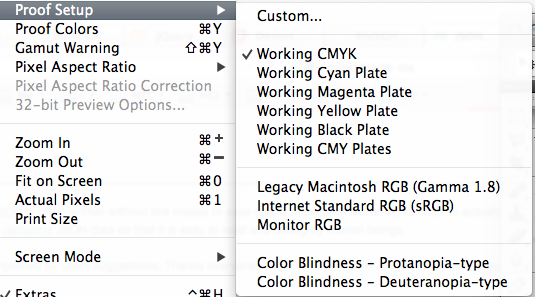 Proof Setup ▶
Proof Colors ⌘Y
Gamut Warning ⇧⌘Y
Pixel Aspect Ratio ▶
Pixel Aspect Ratio Correction
32-bit Preview Options...
Zoom In ⌘+
Zoom Out ⌘−
Fit on Screen ⌘0
Actual Pixels ⌘1
Print Size
Screen Mode ▶
✓ Extras ^⌘H
Custom...
✓ Working CMYK
Working Cyan Plate
Working Magenta Plate
Working Yellow Plate
Working Black Plate
Working CMY Plates
Legacy Macintosh RGB (Gamma 1.8)
Internet Standard RGB (sRGB)
Monitor RGB
Color Blindness - Protanopia-type
Color Blindness - Deuteranopia-type